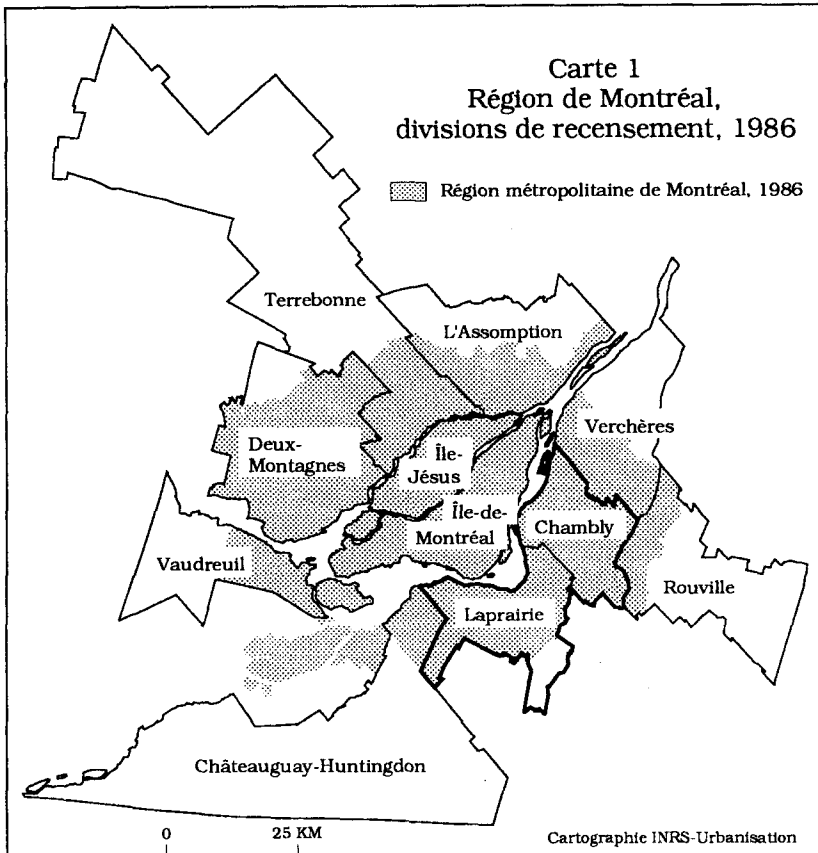 Carte 1
Région de Montréal,
divisions de recensement, 1986
Région métropolitaine de Montréal, 1986
Terrebonne
L'Assomption
Deux-
Montagnes
Île-
Jésus
Verchères
Île-de-
Montréal
Chambly
Vaudreuil
Rouville
Laprairie
Châteauguay-Huntingdon
0 25 KM
Cartographie INRS-Urbanisation